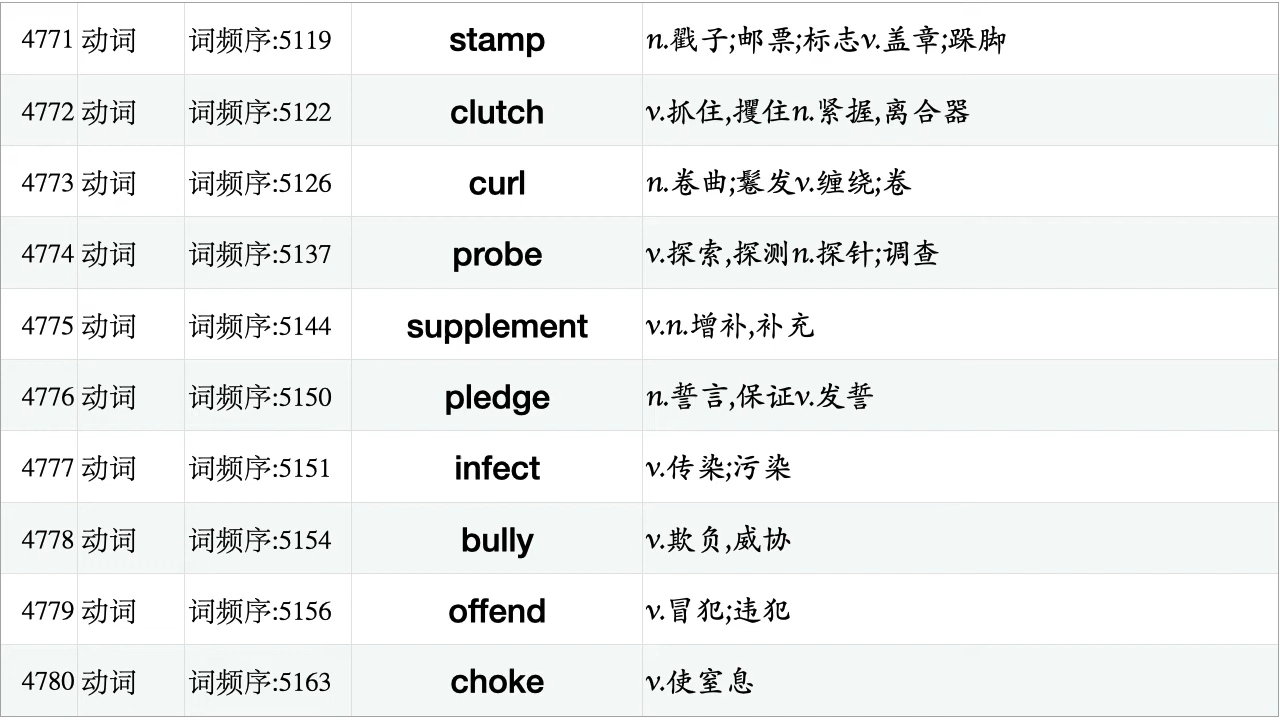 4771 动词 词频序:5119 stamp n.戳子;邮票;标志v.盖章;跺脚
4772 动词 词频序:5122 clutch v.抓住,攫住n.紧握,离合器
4773 动词 词频序:5126 curl n.卷曲;鬈发v.缠绕;卷
4774 动词 词频序:5137 probe v.探索,探测n.探针;调查
4775 动词 词频序:5144 supplement v.n.增补,补充
4776 动词 词频序:5150 pledge n.誓言,保证v.发誓
4777 动词 词频序:5151 infect v.传染;污染
4778 动词 词频序:5154 bully v.欺负,威协
4779 动词 词频序:5156 offend v.冒犯;违犯
4780 动词 词频序:5163 choke v.使窒息